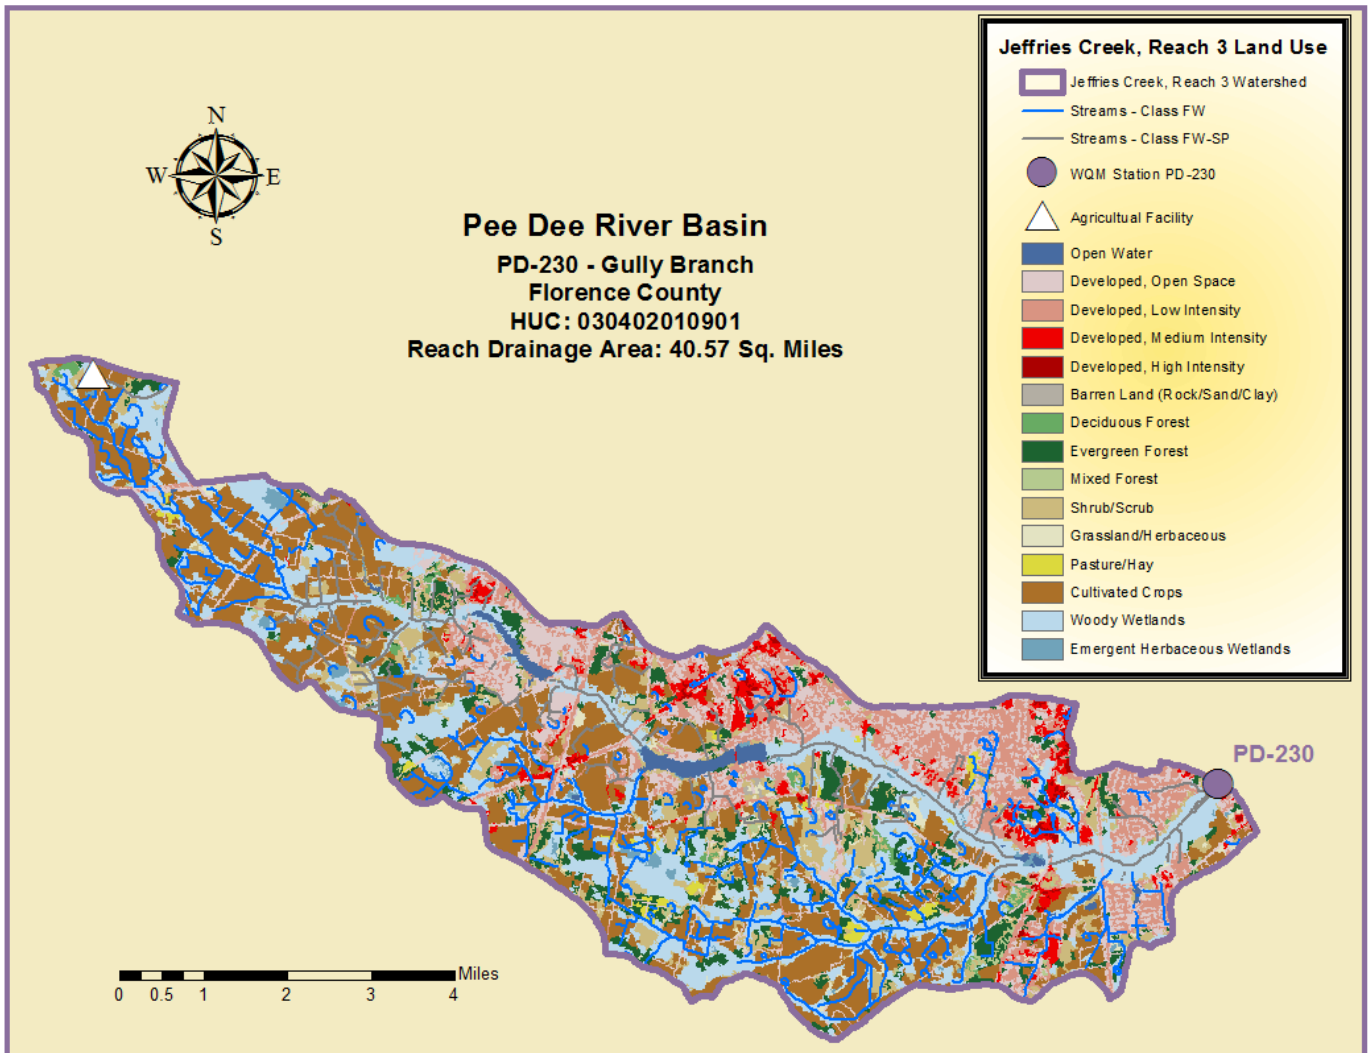 Jeffries Creek, Reach 3 Land Use
Jeffries Creek, Reach 3 Watershed
Streams - Class FW
Streams - Class FW-SP
WQM Station PD-230
Agricultual Facility
Open Water
Developed, Open Space
Developed, Low Intensity
Developed, Medium Intensity
Developed, High Intensity
Barren Land (Rock/Sand/Clay)
Deciduous Forest
Evergreen Forest
Mixed Forest
Shrub/Scrub
Grassland/Herbaceous
Pasture/Hay
Cultivated Crops
Woody Wetlands
Emergent Herbaceous Wetlands
N
W E
S
Pee Dee River Basin
PD-230 - Gully Branch
Florence County
HUC: 030402010901
Reach Drainage Area: 40.57 Sq. Miles
PD-230
Miles
0 0.5 1 2 3 4